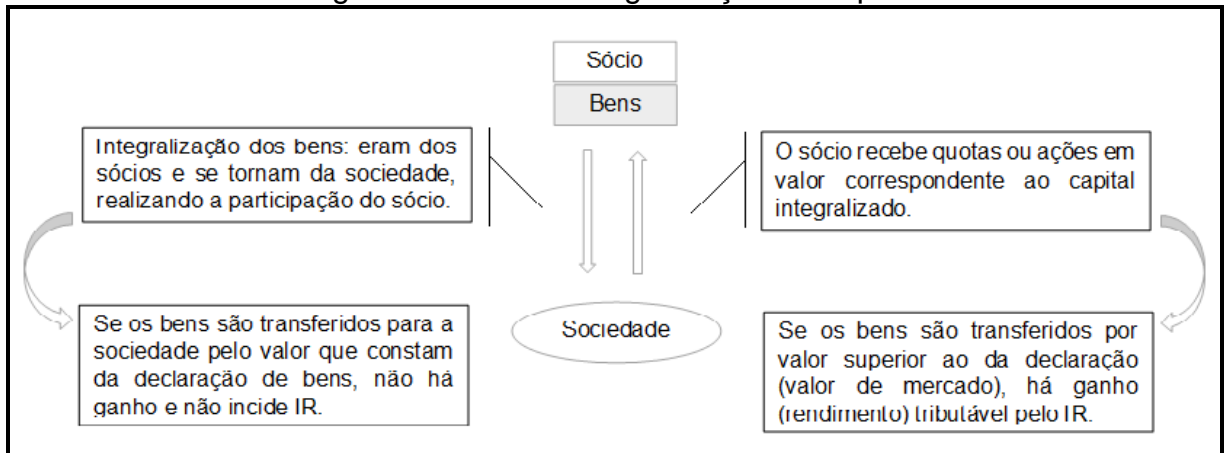 Sócio
Bens
Integralização dos bens: eram dos
sócios e se tornam da sociedade,
realizando a participação do sócio.
O sócio recebe quotas ou ações em
valor correspondente ao capital
integralizado.
Sociedade
Se os bens são transferidos para a
sociedade pelo valor que constam
da declaração de bens, não há
ganho e não incide IR.
Se os bens são transferidos por
valor superior ao da declaração
(valor de mercado), há ganho
(rendimento) tributável pelo IR.